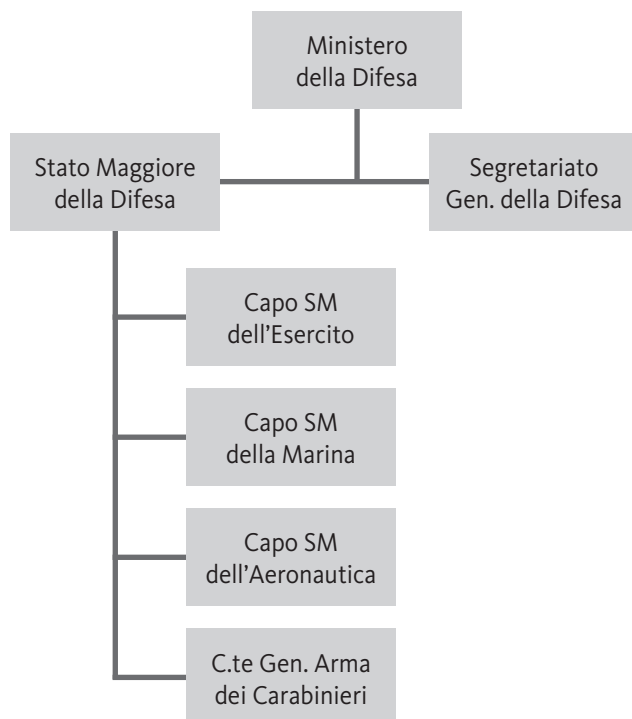 Ministero
della Difesa
Stato Maggiore
della Difesa
Segretariato
Gen. della Difesa
Capo SM
dell’Esercito
Capo SM
della Marina
Capo SM
dell’Aeronautica
C.te Gen. Arma
dei Carabinieri